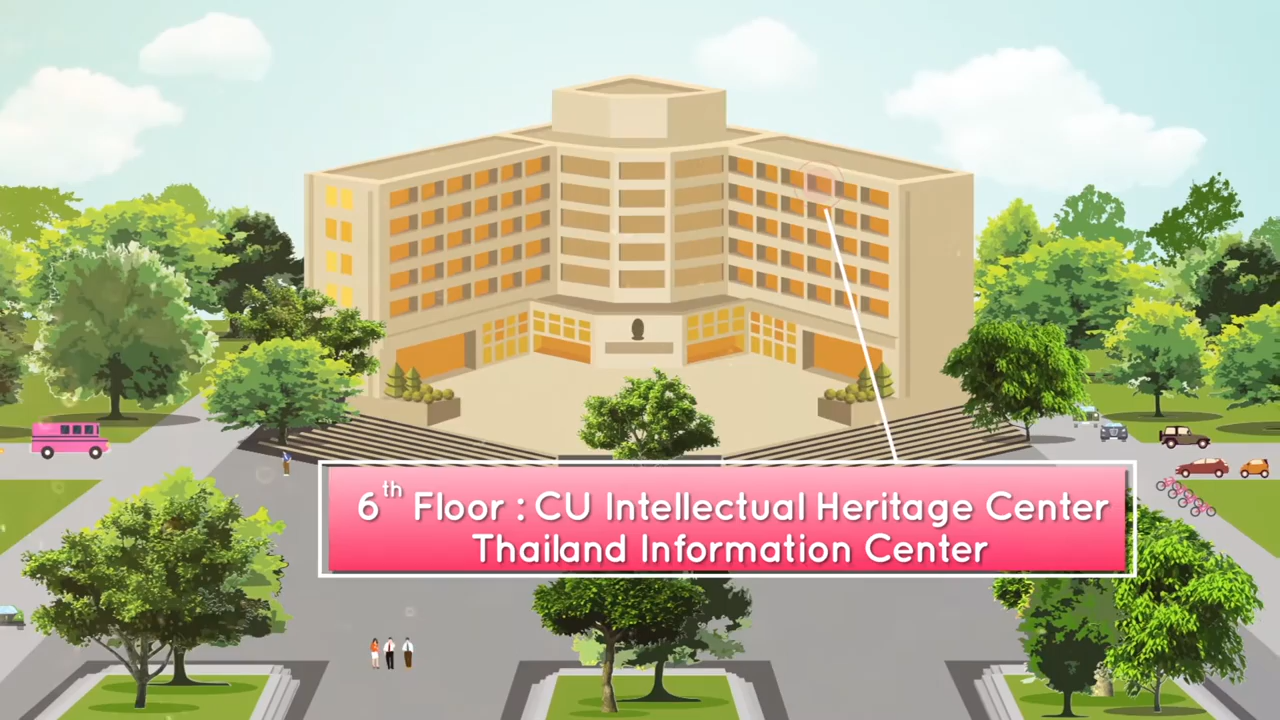 6th Floor : CU Intellectual Heritage Center
Thailand Information Center